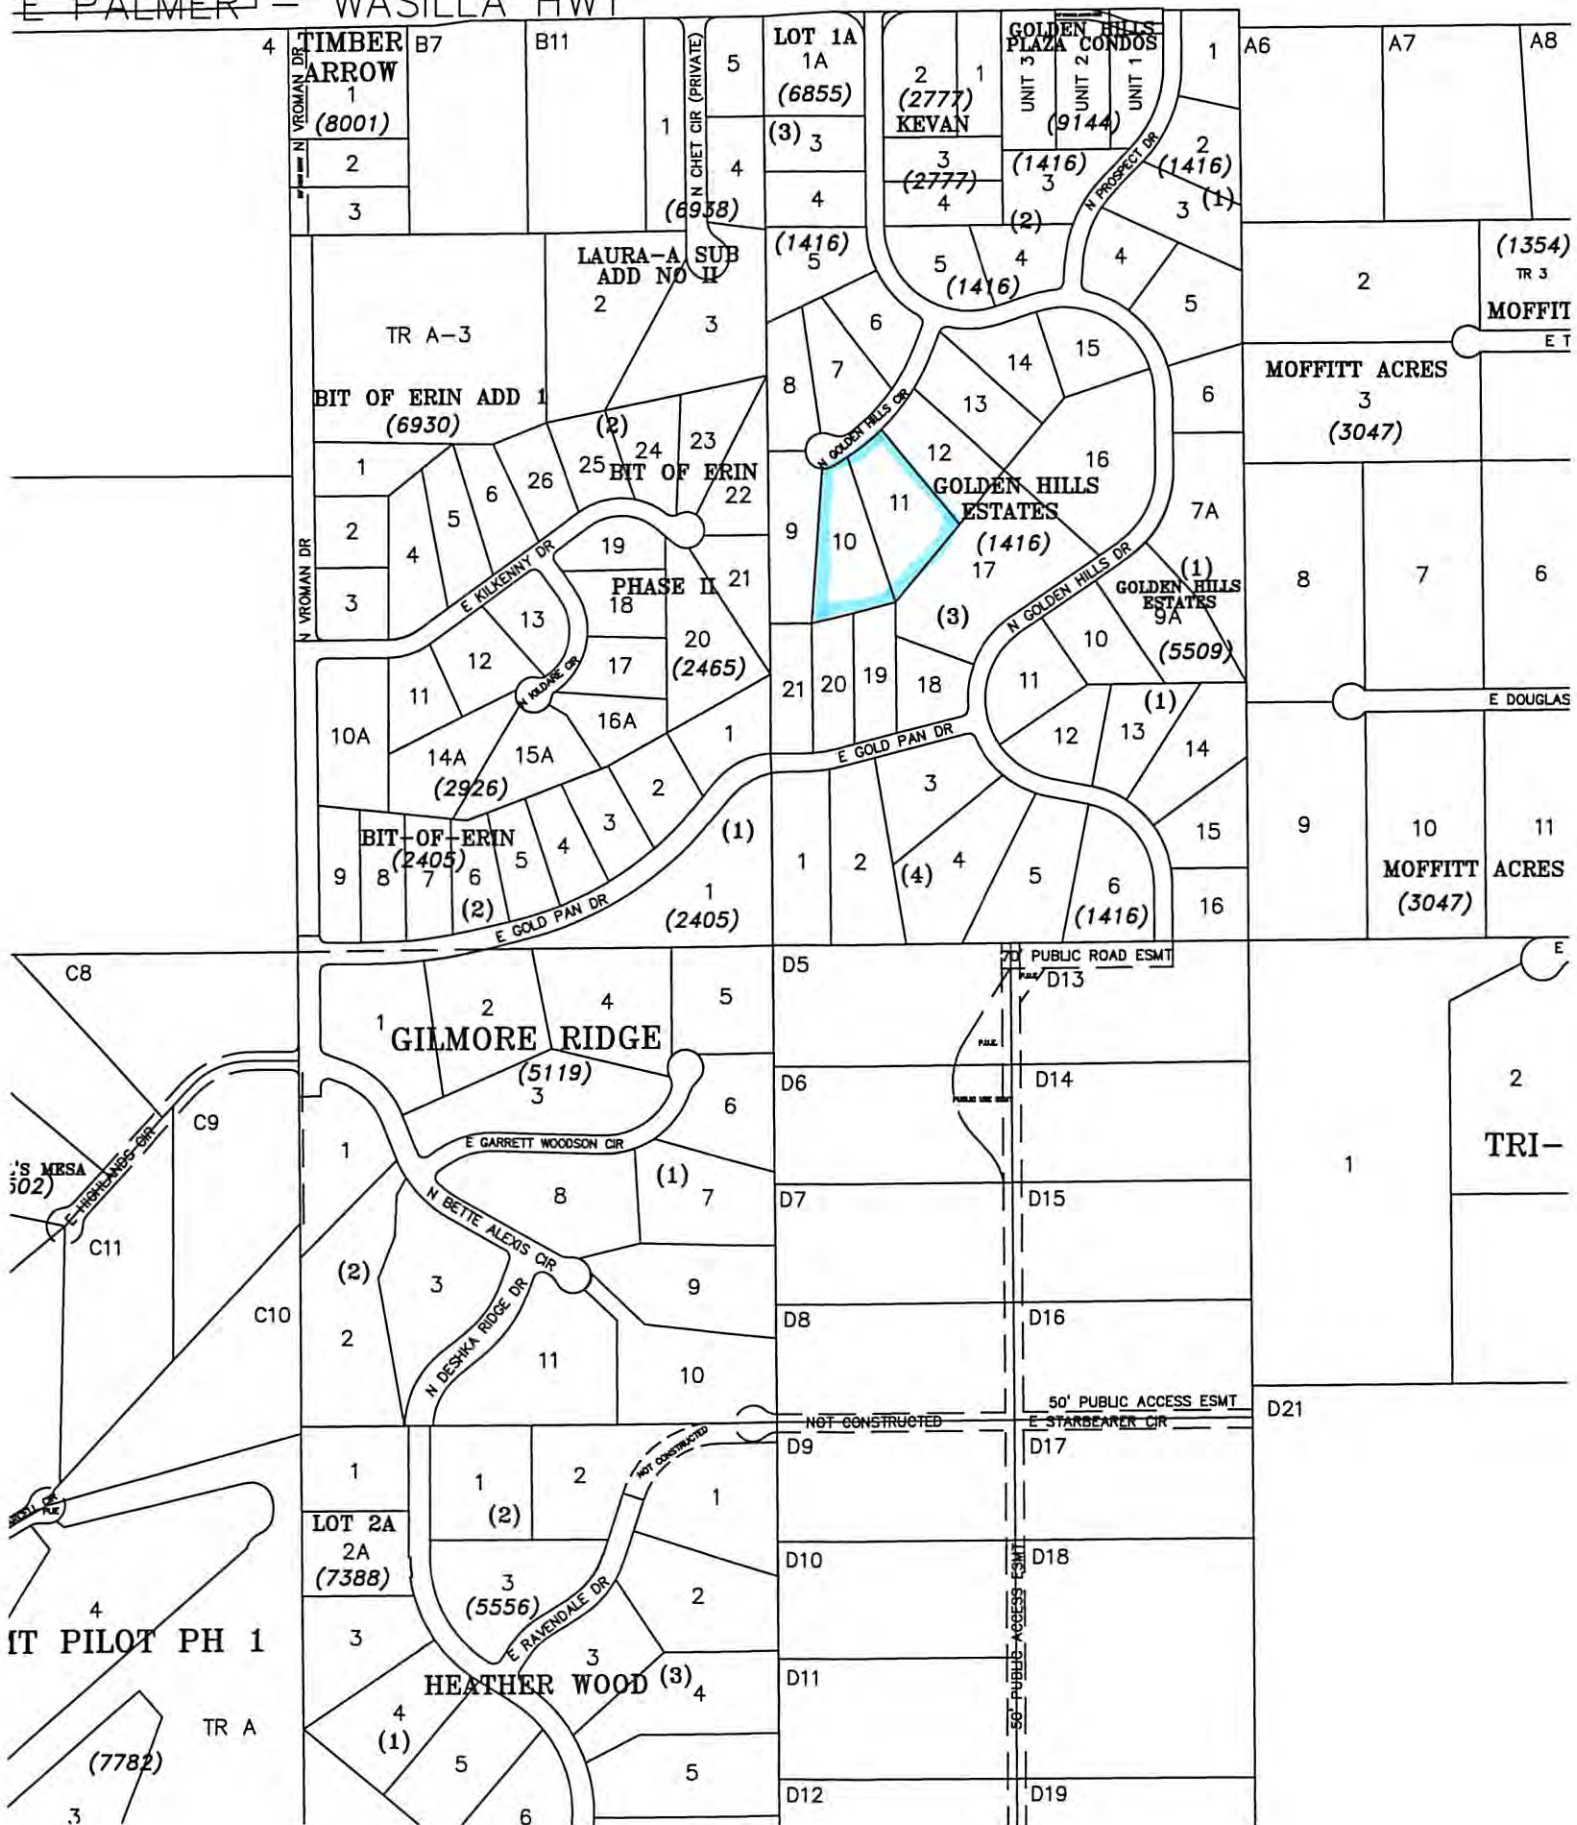 E PALMER - WASILLA HWY
4
N VROMAN DR
TIMBER
ARROW
1
(8001)
2
3
B7
B11
1
N CHET CIR (PRIVATE)
5
4
(6938)
LOT 1A
1A
(6855)
(3)
3
4
(1416)
5
2
(2777)
1
KEVAN
3
(2777)
4
GOLDEN HILLS
PLAZA CONDOS
UNIT 3
UNIT 2
UNIT 1
(9144)
(1416)
3
(2)
N PROSPECT DR
1
2
(1416)
3
(1)
A6
A7
A8
LAURA-A SUB
ADD NO II
2
3
TR A-3
BIT OF ERIN ADD 1
(6930)
5
(1416)
4
4
5
6
6
7
8
N GOLDEN HILLS CIR
14
15
13
12
16
GOLDEN HILLS
ESTATES
(1416)
17
11
10
9
2
(1354)
TR 3
MOFFIT
E T
MOFFITT ACRES
3
(3047)
1
2
3
4
5
6
26
25
(2)
24
23
BIT OF ERIN
22
N VROMAN DR
E KILKENNY DR
19
PHASE II
21
18
13
12
11
17
20
(2465)
N KILDARE CIR
10A
14A
15A
16A
(2926)
7A
(1)
GOLDEN HILLS
ESTATES
9A
(5509)
N GOLDEN HILLS DR
(3)
10
11
18
19
20
21
8
7
6
E DOUGLAS
(1)
12
13
14
15
16
E GOLD PAN DR
1
2
3
4
5
6
(4)
(1416)
1
2
3
4
5
6
7
8
9
BIT-OF-ERIN
(2405)
(2)
(1)
1
(2405)
E GOLD PAN DR
9
10
11
MOFFITT ACRES
(3047)
C8
1
2
4
5
GILMORE RIDGE
(5119)
3
6
E GARRETT WOODSON CIR
D5
70' PUBLIC ROAD ESMT
P.U.E.
D13
P.U.E.
E
D6
D14
PUBLIC USE ESMT
2
TRI-
1
C9
'S MESA
502)
E HIGHLANDS CIR
C11
C10
1
(1)
7
8
N BETTE ALEXIS CIR
D7
D15
(2)
3
2
9
N DESHKA RIDGE DR
11
10
D8
D16
50' PUBLIC ACCESS ESMT
NOT CONSTRUCTED
E STARBEARER CIR
D21
D9
D17
NOT CONSTRUCTED
1
1
2
(2)
1
CIR
PUE
LOT 2A
2A
(7388)
3
(5556)
E RAVENDALE DR
2
D10
D18
50' PUBLIC ACCESS ESMT
4
IT PILOT PH 1
3
3
HEATHER WOOD
(3)
4
D11
TR A
(7782)
3
4
(1)
5
6
5
D12
D19